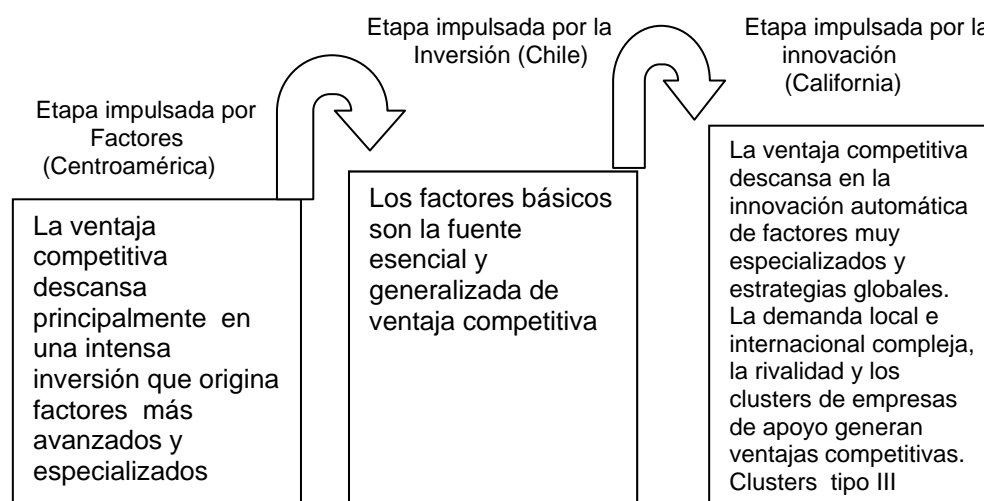 Etapa impulsada por
Factores
(Centroamérica)
La ventaja
competitiva
descansa
principalmente en
una intensa
inversión que origina
factores más
avanzados y
especializados
Etapa impulsada por la
Inversión (Chile)
Los factores básicos
son la fuente
esencial y
generalizada de
ventaja competitiva
Etapa impulsada por la
innovación
(California)
La ventaja competitiva
descansa en la
innovación automática
de factores muy
especializados y
estrategias globales.
La demanda local e
internacional compleja,
la rivalidad y los
clusters de empresas
de apoyo generan
ventajas competitivas.
Clusters tipo III